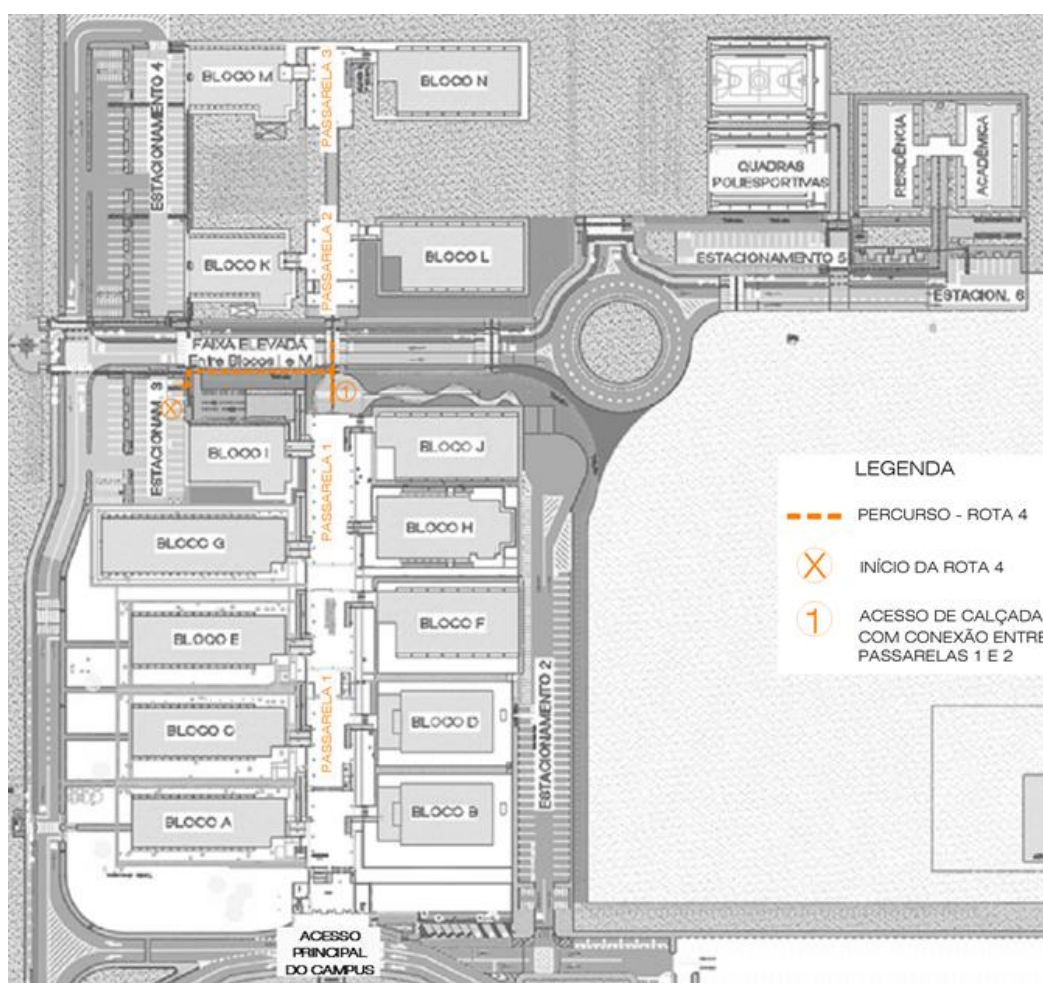 ESTACIONAMENTO 4
BLOCO M
PASSARELA 3
BLOCO N
QUADRAS
POLIESPORTIVAS
RESIDÊNCIA
ACADÊMICA
BLOCO K
PASSARELA 2
BLOCO L
ESTACIONAMENTO 5
ESTACION. 6
FAIXA ELEVADA
Entre Blocos I e M
X
1
ESTACIONAM. 3
BLOCO I
PASSARELA 1
BLOCO J
BLOCO G
BLOCO H
BLOCO E
BLOCO F
PASSARELA 1
BLOCO C
BLOCO D
ESTACIONAMENTO 2
BLOCO A
BLOCO B
ACESSO
PRINCIPAL
DO CAMPUS
LEGENDA
PERCURSO - ROTA 4
X
INÍCIO DA ROTA 4
1
ACESSO DE CALÇADA
COM CONEXÃO ENTRE
PASSARELAS 1 E 2